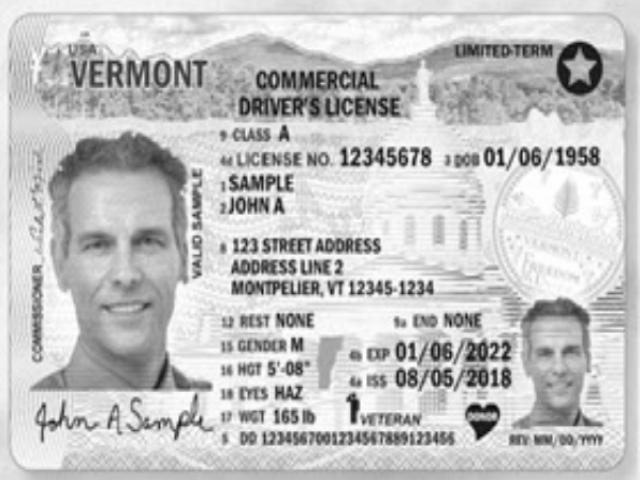 USA
VERMONT
LIMITED-TERM
COMMERCIAL
DRIVER'S LICENSE
9 CLASS A
4d LICENSE NO. 12345678 3 DOB 01/06/1958
1 SAMPLE
2 JOHN A
8 123 STREET ADDRESS
ADDRESS LINE 2
MONTPELIER, VT 12345-1234
12 REST NONE 9a END NONE
15 GENDER M
4b EXP 01/06/2022
16 HGT 5'-08"
4a ISS 08/05/2018
18 EYES HAZ
17 WGT 165 lb
VETERAN
5 DD 1234567001234567889123456
REV: MM/DD/YYYY
VALID SAMPLE
COMMISSIONER
John A Sample
VERMONT
FREEDOM